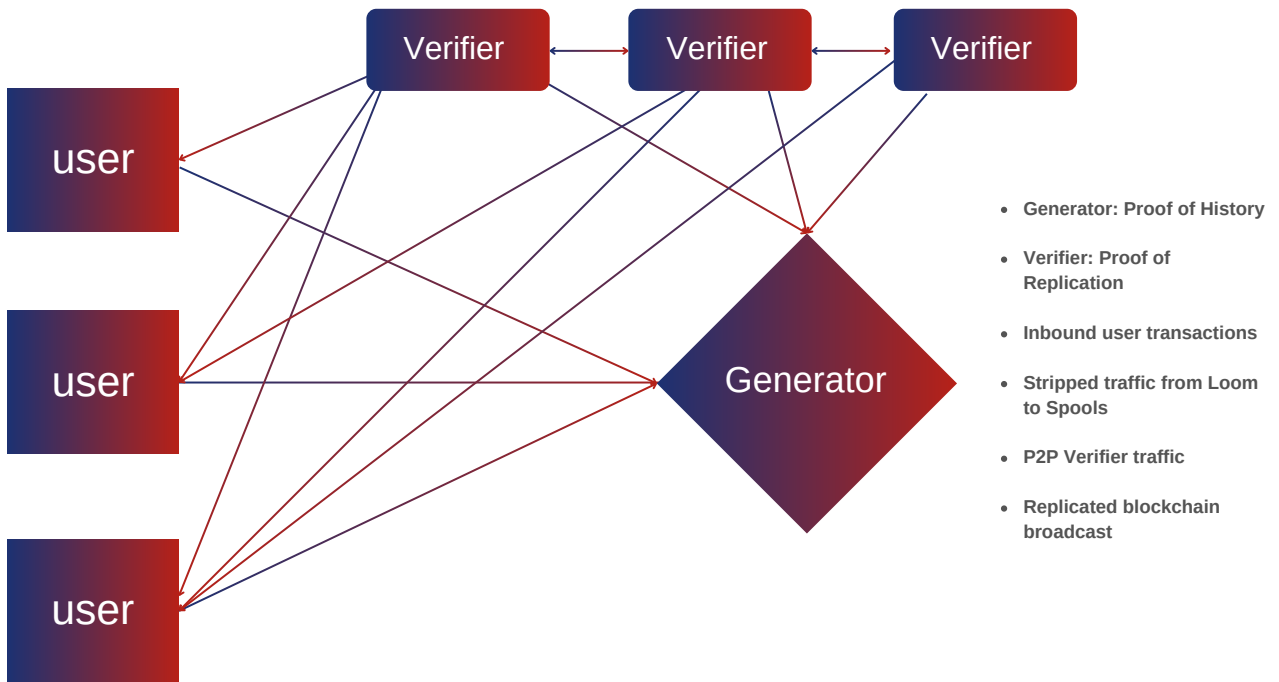 Verifier
Verifier
Verifier
user
user
user
Generator
• Generator: Proof of History
• Verifier: Proof of
Replication
• Inbound user transactions
• Stripped traffic from Loom
to Spools
• P2P Verifier traffic
• Replicated blockchain
broadcast